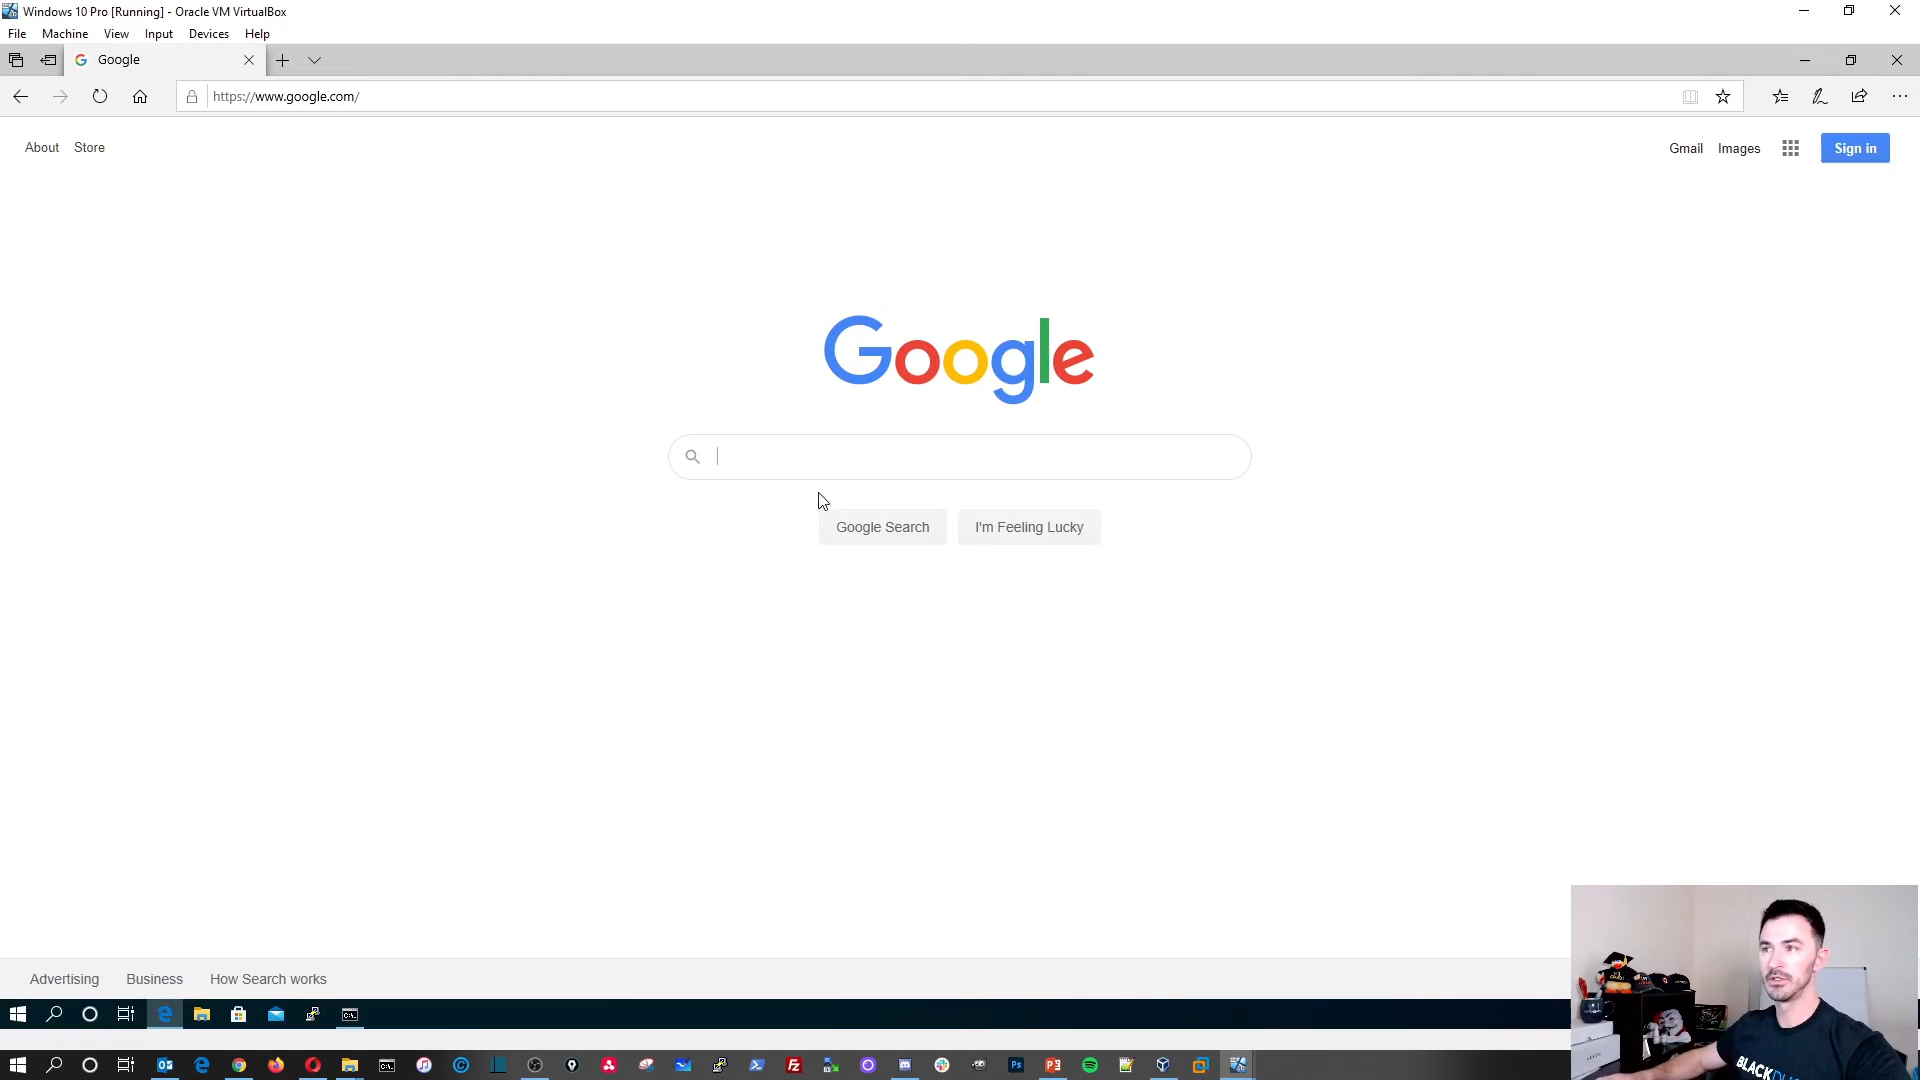 Windows 10 Pro [Running] - Oracle VM VirtualBox
File Machine View Input Devices Help
Google
https://www.google.com/
About Store
Gmail Images Sign in
Google
Google Search I'm Feeling Lucky
Advertising Business How Search works